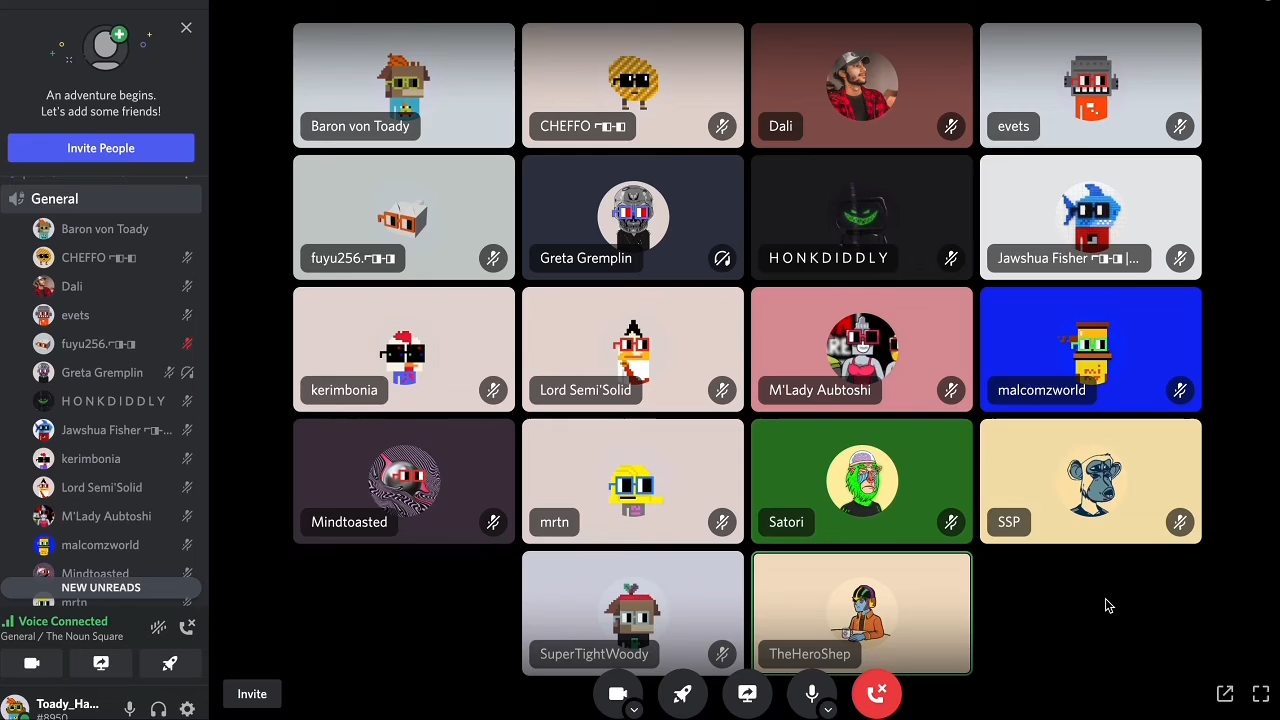 An adventure begins.
Let's add some friends!
Invite People
General
Baron von Toady
CHEFFO ⌐◨-◨
Dali
evets
fuyu256.⌐◨-◨
Greta Gremplin
H O N K D I D D L Y
Jawshua Fisher ⌐◨-...
kerimbonia
Lord Semi'Solid
M'Lady Aubtoshi
malcomzworld
Mindtoasted
NEW UNREADS
mrtn
Voice Connected
General / The Noun Square
Toady_Ha...
#8950
Baron von Toady
CHEFFO ⌐◨-◨
Dali
evets
fuyu256.⌐◨-◨
Greta Gremplin
H O N K D I D D L Y
Jawshua Fisher ⌐◨-◨ |...
kerimbonia
Lord Semi'Solid
M'Lady Aubtoshi
malcomzworld
Mindtoasted
mrtn
Satori
SSP
SuperTightWoody
TheHeroShep
Invite